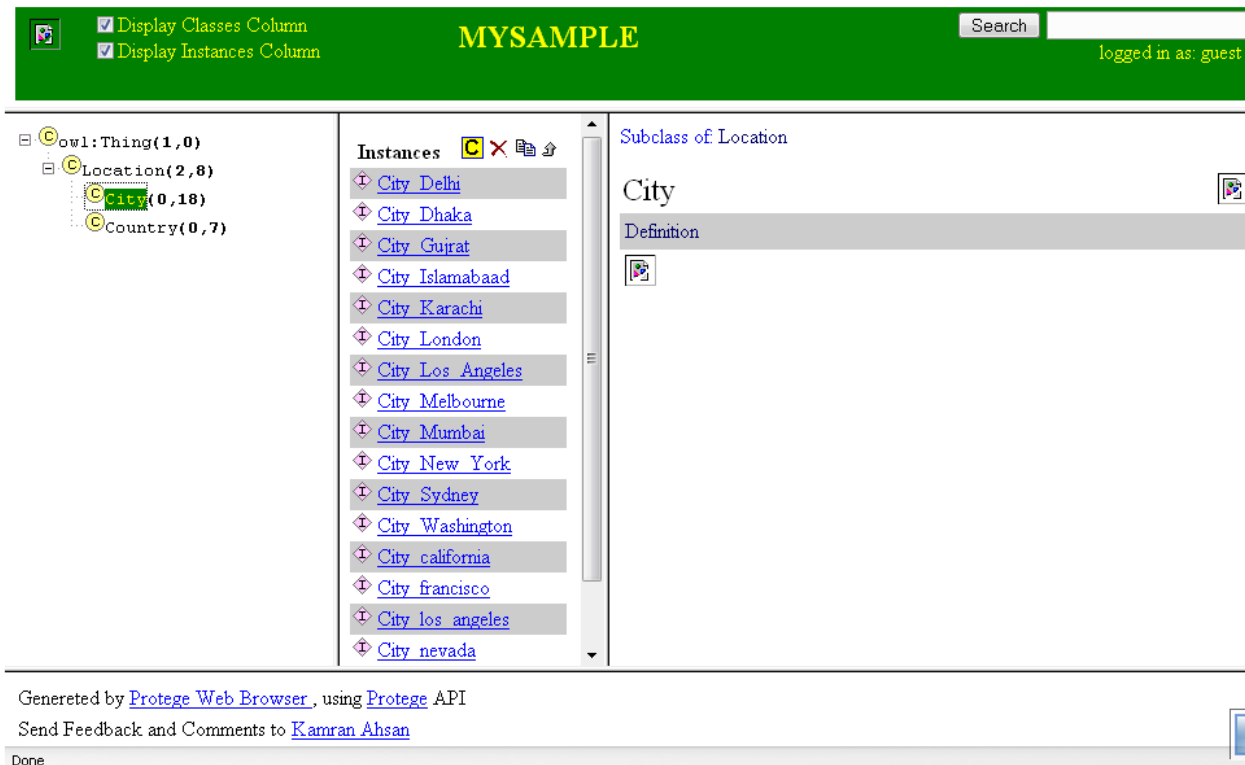 Display Classes Column
Display Instances Column
MYSAMPLE
Search
logged in as: guest
owl:Thing(1,0)
Location(2,8)
City(0,18)
Country(0,7)
Instances
City_Delhi
City_Dhaka
City_Gujrat
City_Islamabaad
City_Karachi
City_London
City_Los_Angeles
City_Melbourne
City_Mumbai
City_New_York
City_Sydney
City_Washington
City_california
City_francisco
City_los_angeles
City_nevada
Subclass of: Location
City
Definition
Genereted by Protege Web Browser , using Protege API
Send Feedback and Comments to Kamran Ahsan
Done